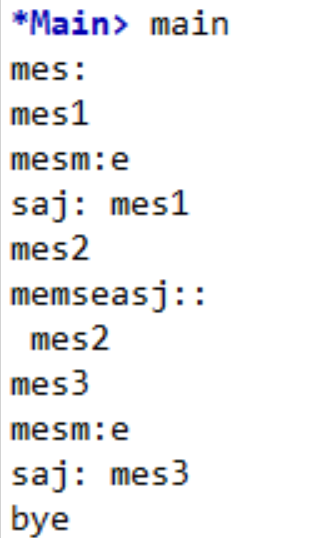 *Main> main
mes:
mes1
mesm:e
saj: mes1
mes2
memseasj::
 mes2
mes3
mesm:e
saj: mes3
bye